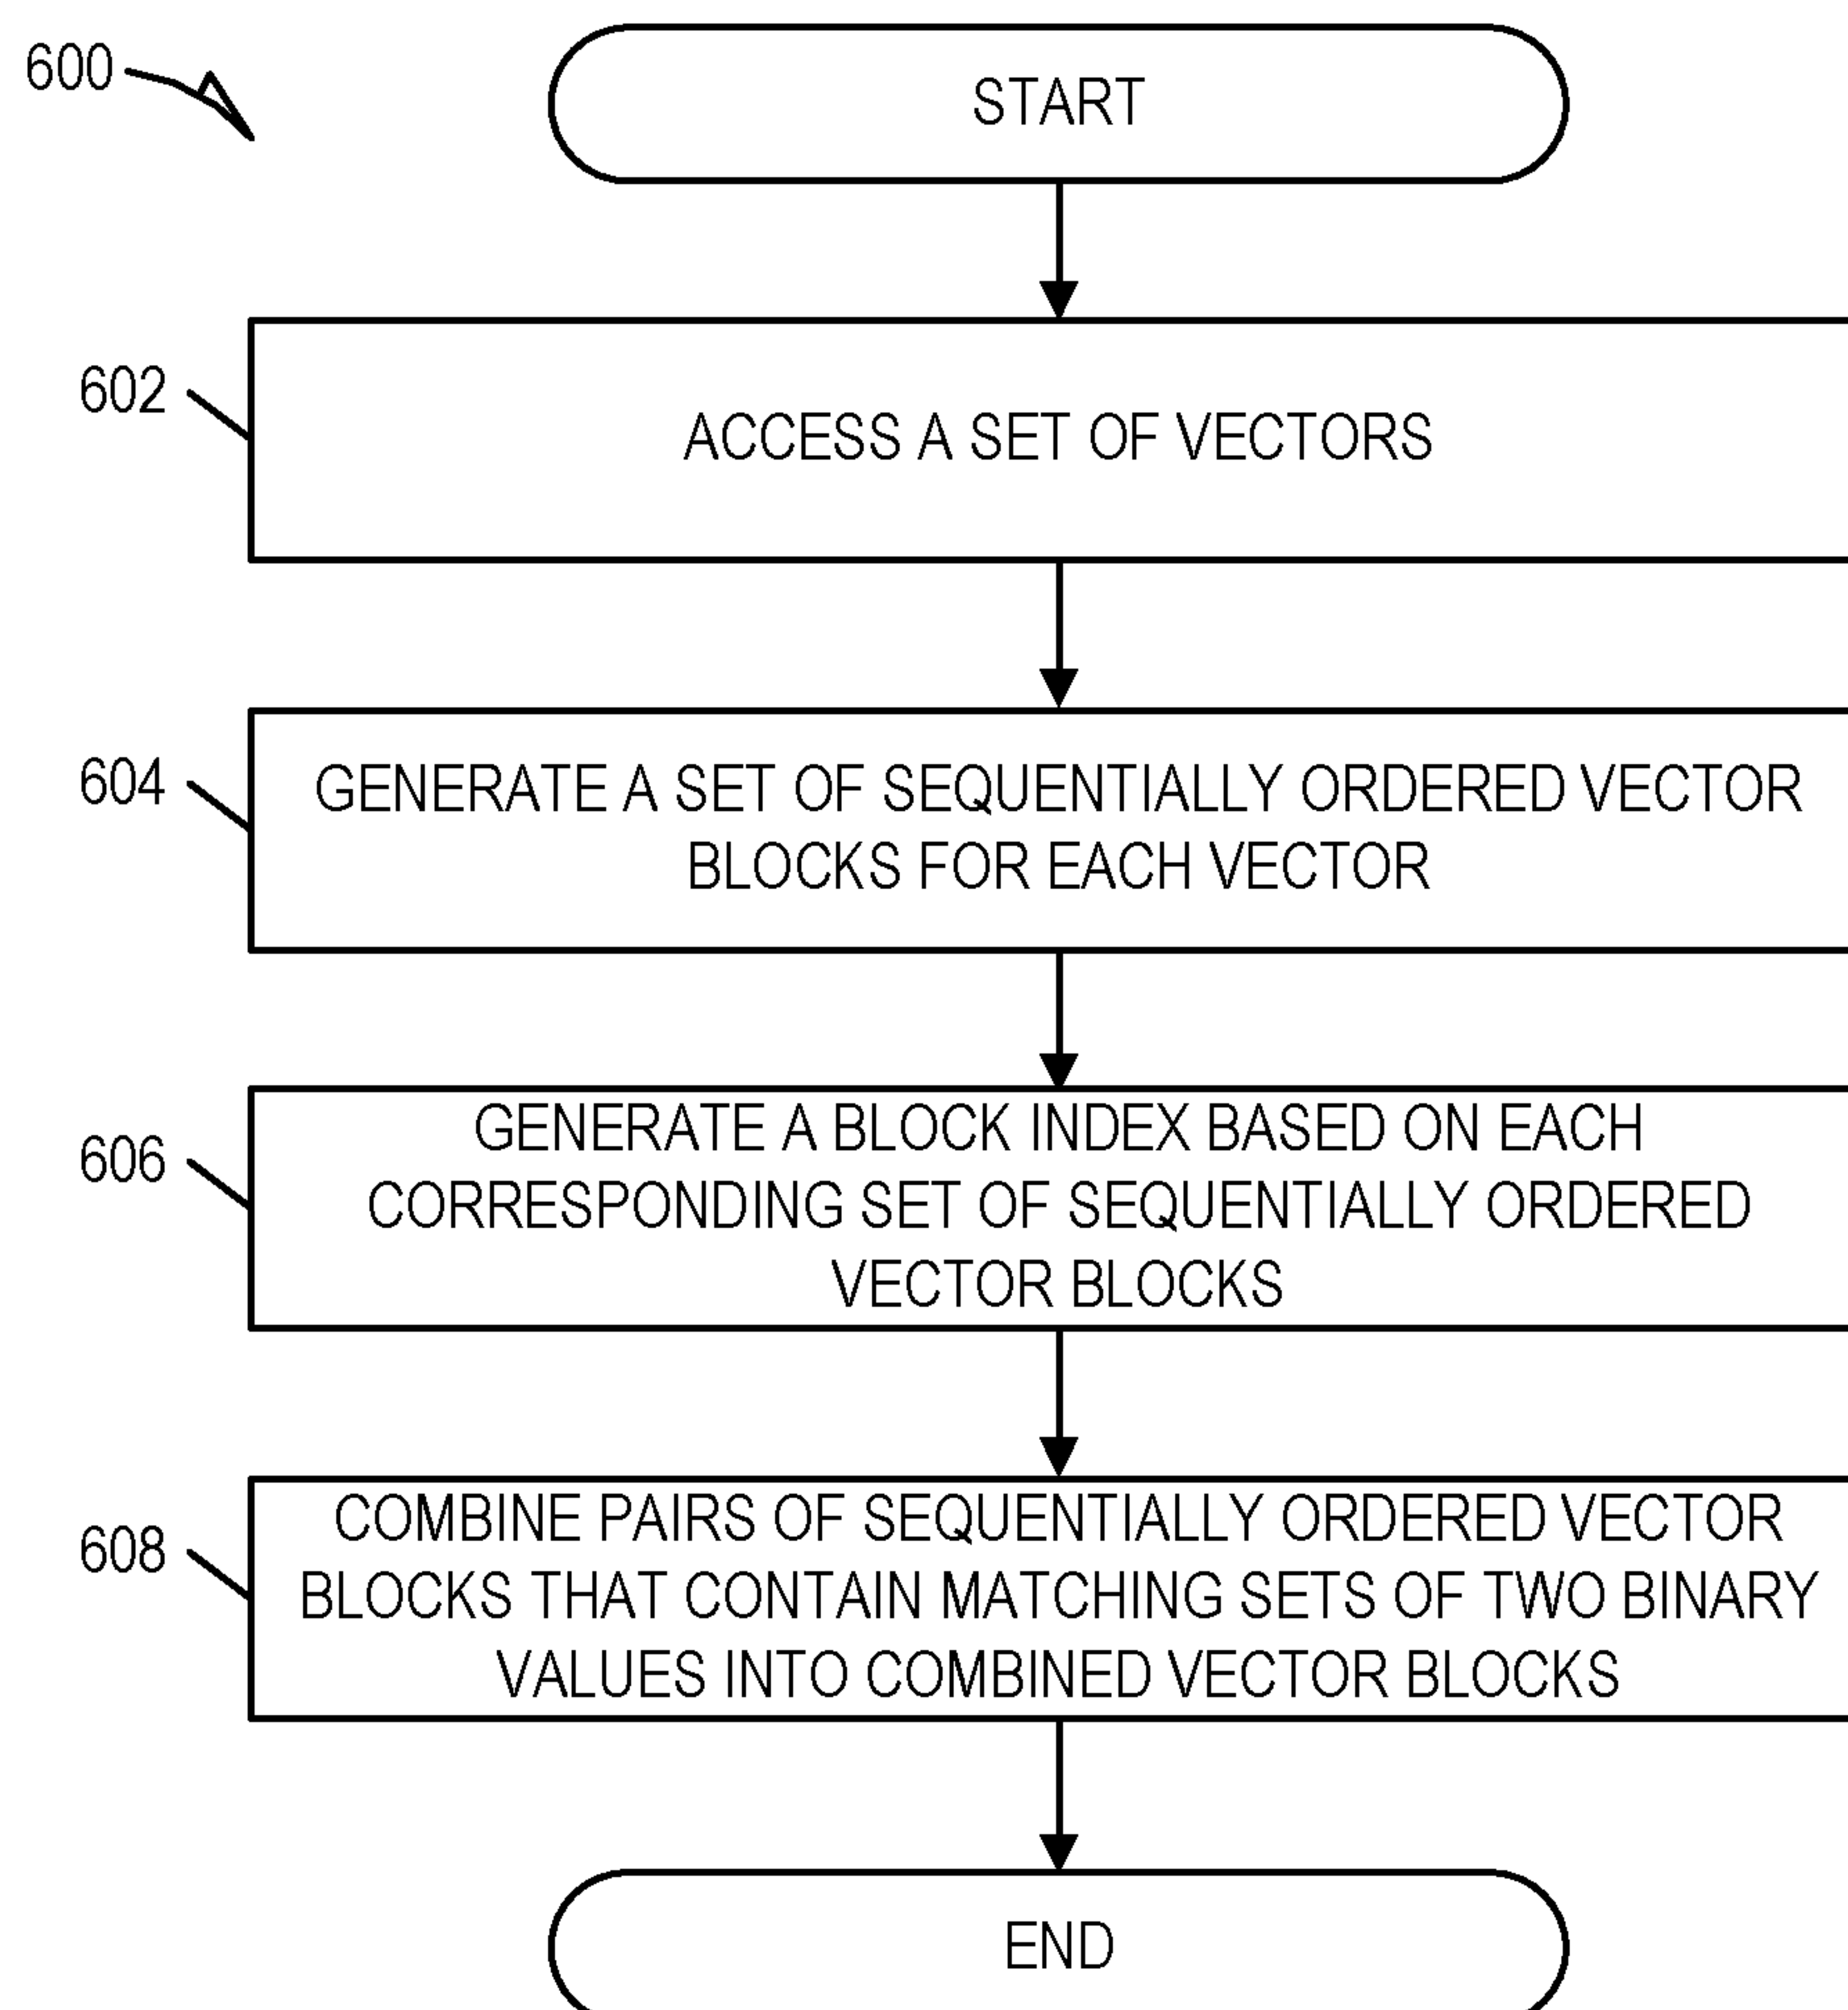 600
START
602
ACCESS A SET OF VECTORS
604
GENERATE A SET OF SEQUENTIALLY ORDERED VECTOR
BLOCKS FOR EACH VECTOR
606
GENERATE A BLOCK INDEX BASED ON EACH
CORRESPONDING SET OF SEQUENTIALLY ORDERED
VECTOR BLOCKS
608
COMBINE PAIRS OF SEQUENTIALLY ORDERED VECTOR
BLOCKS THAT CONTAIN MATCHING SETS OF TWO BINARY
VALUES INTO COMBINED VECTOR BLOCKS
END